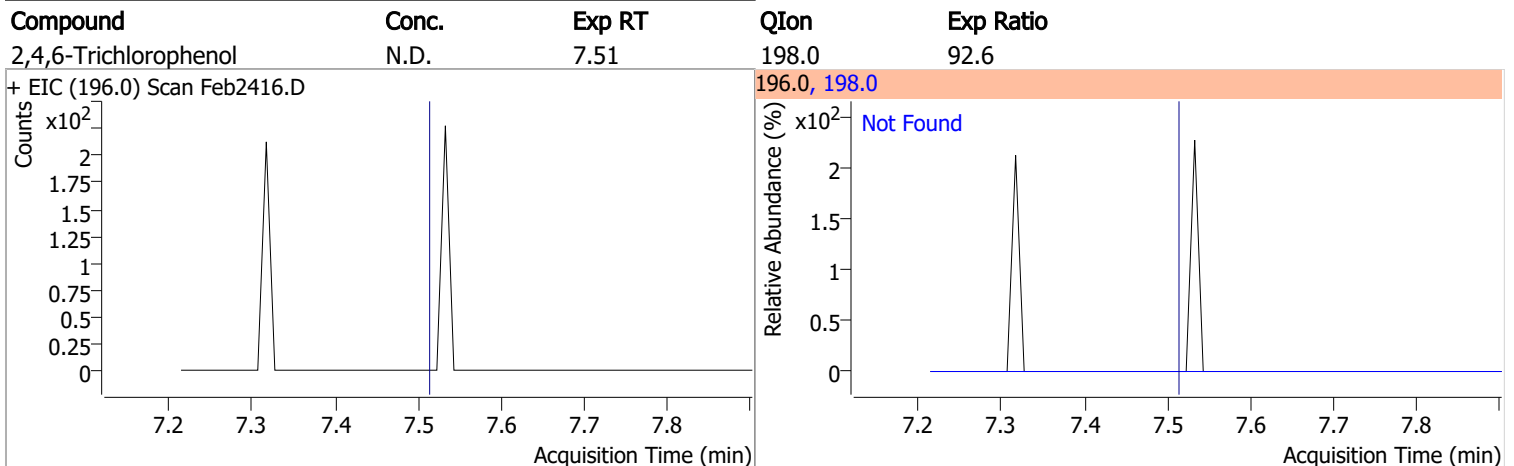 Compound Conc. Exp RT QIon Exp Ratio
2,4,6-Trichlorophenol N.D. 7.51 198.0 92.6
+ EIC (196.0) Scan Feb2416.D
Counts
x10²
2
1.75
1.5
1.25
1
0.75
0.5
0.25
0
7.2 7.3 7.4 7.5 7.6 7.7 7.8
Acquisition Time (min)
196.0, 198.0
Relative Abundance (%)
x10²
Not Found
2
1.5
1
0.5
0
7.2 7.3 7.4 7.5 7.6 7.7 7.8
Acquisition Time (min)